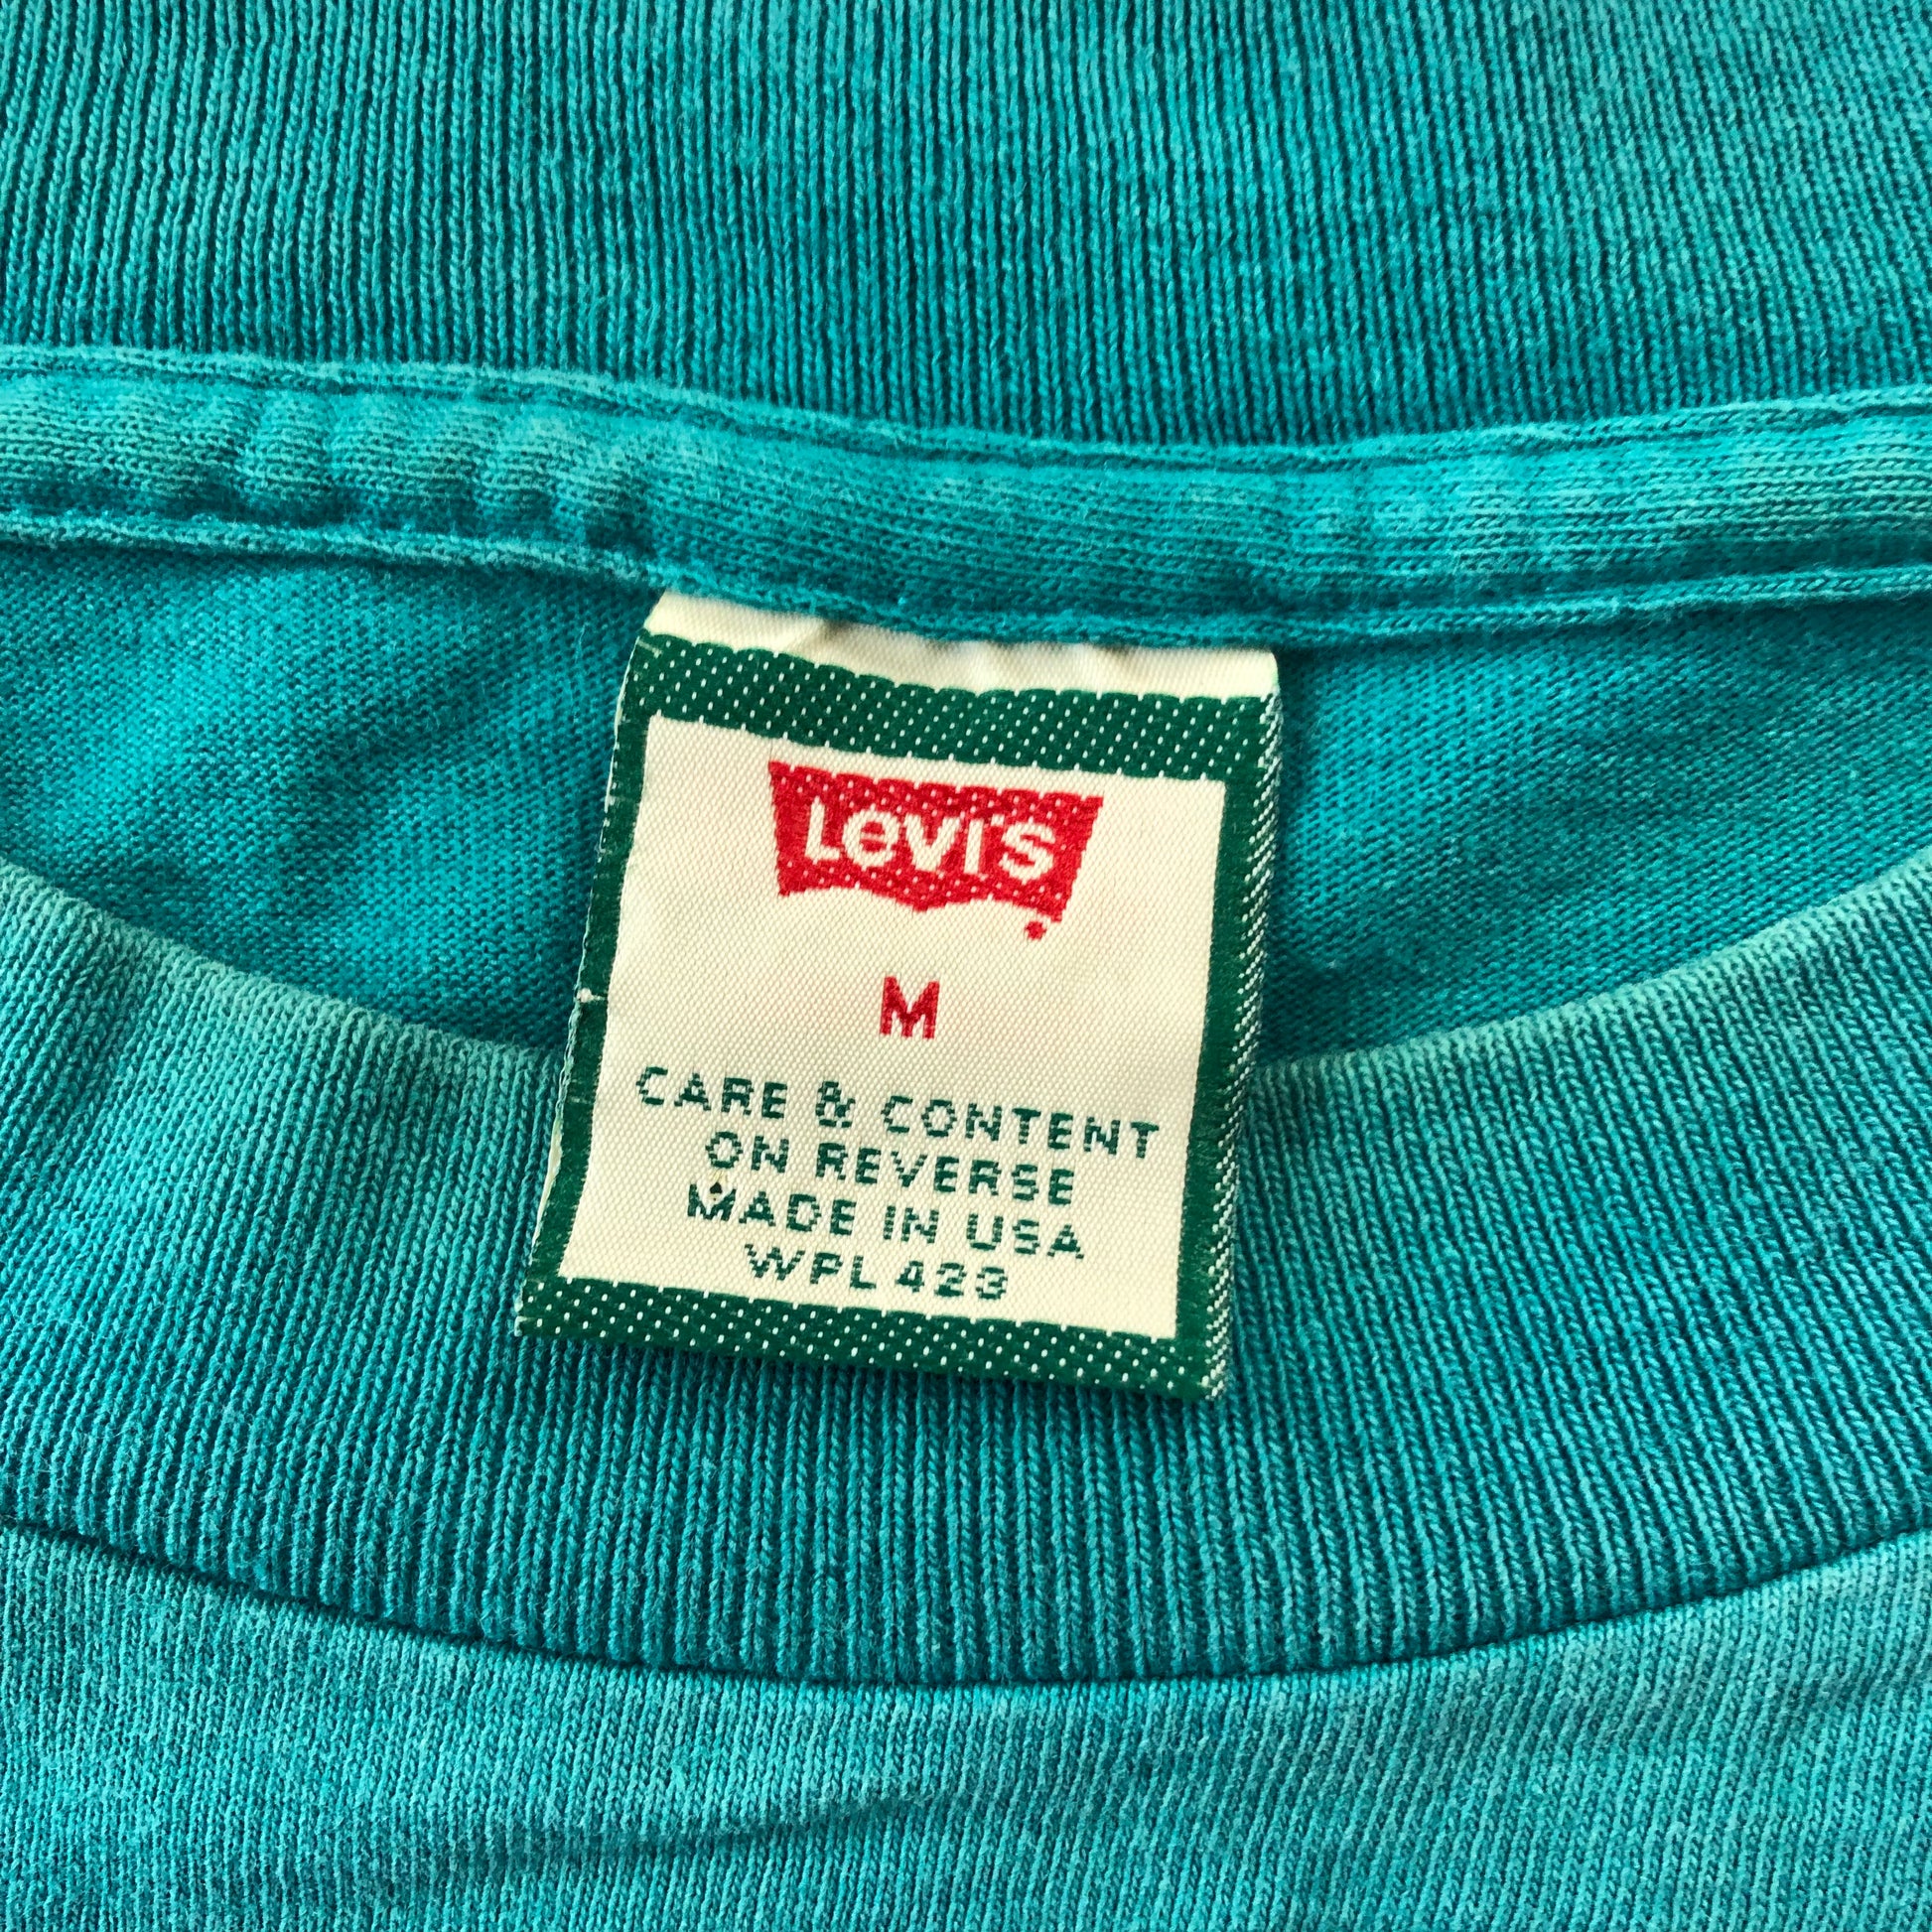 Levi's
M
CARE & CONTENT
ON REVERSE
MADE IN USA
WPL 423